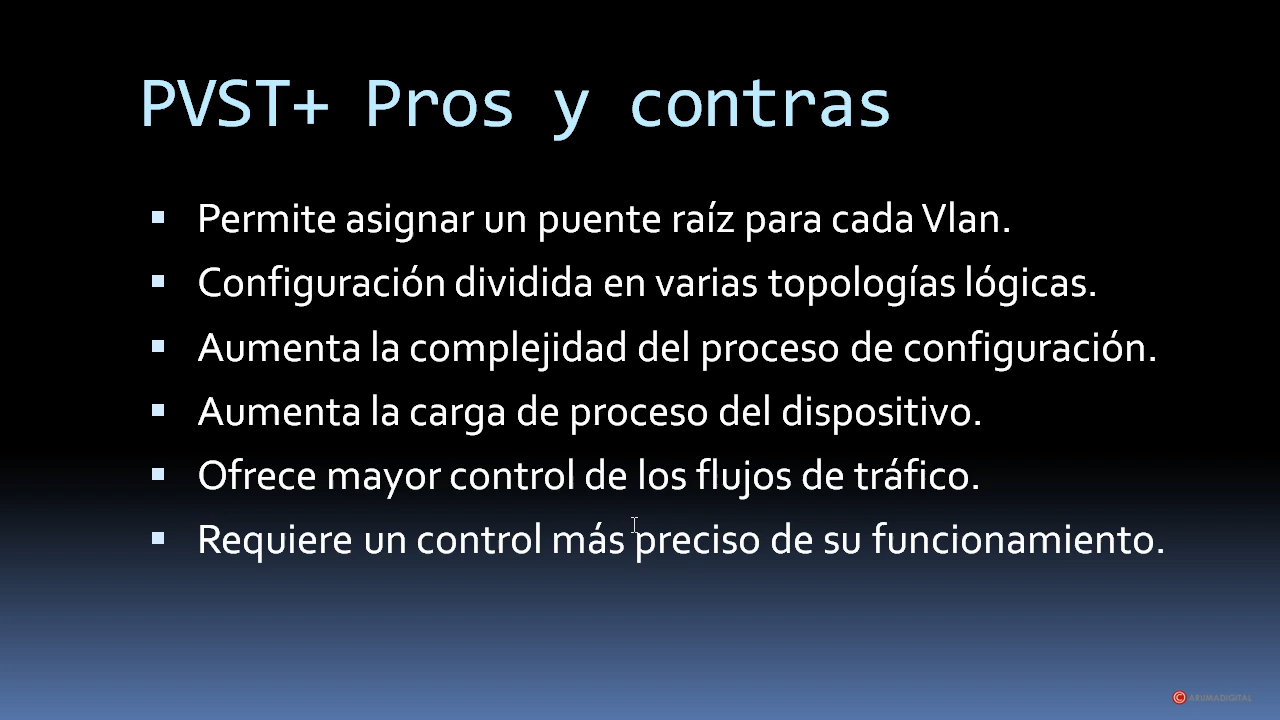 PVST+ Pros y contras
Permite asignar un puente raíz para cada Vlan.
Configuración dividida en varias topologías lógicas.
Aumenta la complejidad del proceso de configuración.
Aumenta la carga de proceso del dispositivo.
Ofrece mayor control de los flujos de tráfico.
Requiere un control más preciso de su funcionamiento.
© ARUMADIGITAL